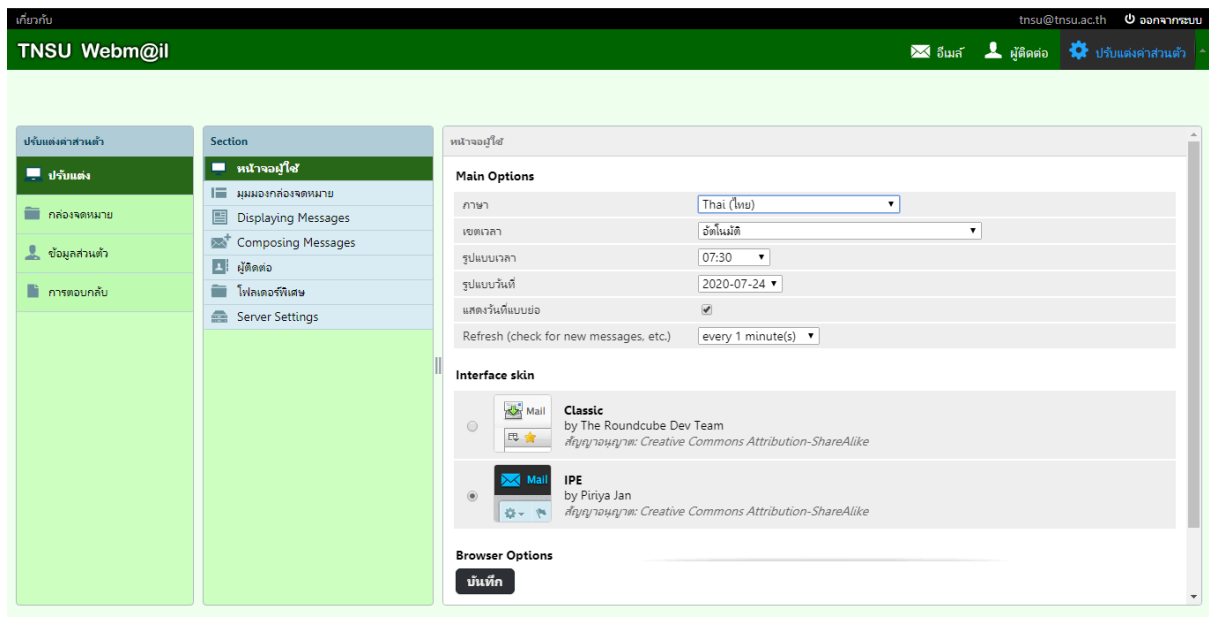 เกี่ยวกับ
tnsu@tnsu.ac.th ออกจากระบบ
TNSU Webm@il
อีเมล์ ผู้ติดต่อ ปรับแต่งค่าส่วนตัว
ปรับแต่งค่าส่วนตัว
ปรับแต่ง
กล่องจดหมาย
ข้อมูลส่วนตัว
การตอบกลับ
Section
หน้าจอผู้ใช้
มุมมองกล่องจดหมาย
Displaying Messages
Composing Messages
ผู้ติดต่อ
โฟลเดอร์พิเศษ
Server Settings
หน้าจอผู้ใช้
Main Options
ภาษา Thai (ไทย)
เขตเวลา อัตโนมัติ
รูปแบบเวลา 07:30
รูปแบบวันที่ 2020-07-24
แสดงวันที่แบบย่อ
Refresh (check for new messages, etc.) every 1 minute(s)
Interface skin
Mail
Classic
by The Roundcube Dev Team
สัญญาอนุญาต: Creative Commons Attribution-ShareAlike
Mail
IPE
by Piriya Jan
สัญญาอนุญาต: Creative Commons Attribution-ShareAlike
Browser Options
บันทึก